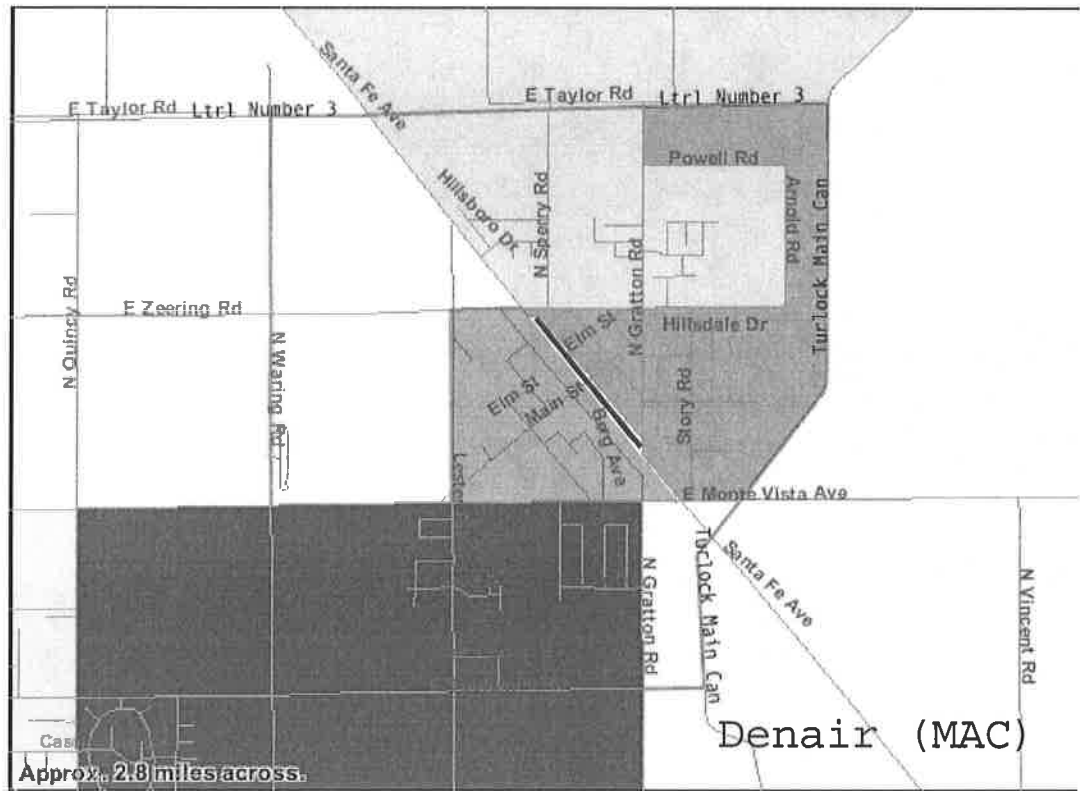 Santa Fe Ave
E Taylor Rd
Ltrl Number 3
E Taylor Rd
Ltrl Number 3
Powell Rd
Hillsboro Dr
N Sperry Rd
N Gratton Rd
Arnold Rd
Turlock Main Can
N Quincy Rd
E Zeering Rd
N Waring Rd
Elm St
Hillsdale Dr
Elm St
Main St
Berg Ave
Story Rd
Lester
E Monte Vista Ave
N Gratton Rd
Turlock Main Can
Santa Fe Ave
N Vincent Rd
Denair (MAC)
Approx. 2.8 miles across.